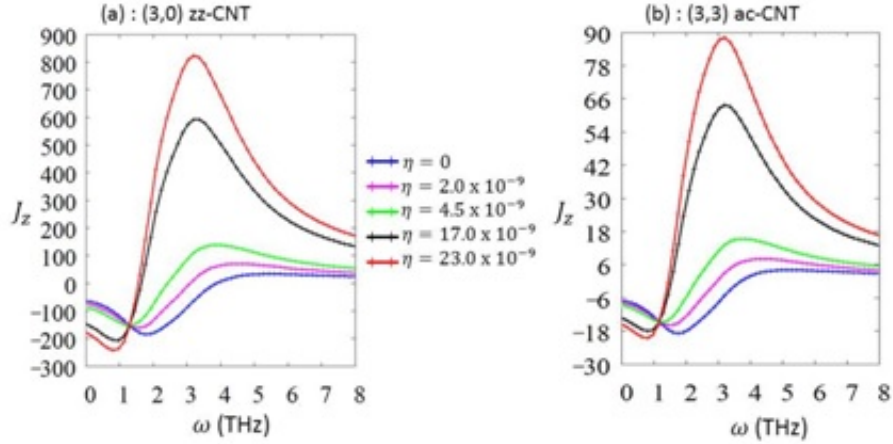 (a) : (3,0) zz-CNT
900
800
700
600
500
400
300
200
100
0
−100
−200
−300
J_z
0 1 2 3 4 5 6 7 8
ω (THz)
η = 0
η = 2.0 x 10⁻⁹
η = 4.5 x 10⁻⁹
η = 17.0 x 10⁻⁹
η = 23.0 x 10⁻⁹
(b) : (3,3) ac-CNT
90
78
66
54
42
30
18
6
−6
−18
−30
J_z
0 1 2 3 4 5 6 7 8
ω (THz)